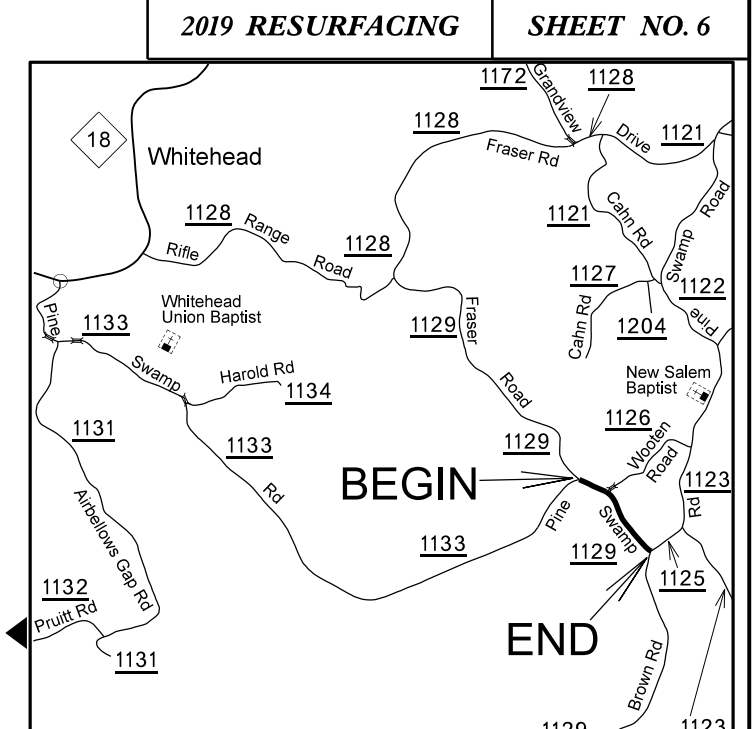 2019 RESURFACING
SHEET NO. 6
1172
Grandview
1128
1128
Fraser Rd
Drive
1121
18
Whitehead
1128
Rifle
Range
Road
1128
1121
Cahn Rd
Swamp
Road
1127
Cahn Rd
1204
1122
Pine
Pine
1133
Whitehead
Union Baptist
Swamp
Harold Rd
1134
1129
Fraser
Road
New Salem
Baptist
1126
Wooten
Road
1131
1133
Rd
1129
BEGIN
Pine
Swamp
1129
1123
Rd
1125
1133
Airbellows Gap Rd
1132
Pruitt Rd
1131
END
Brown Rd
1129
1123